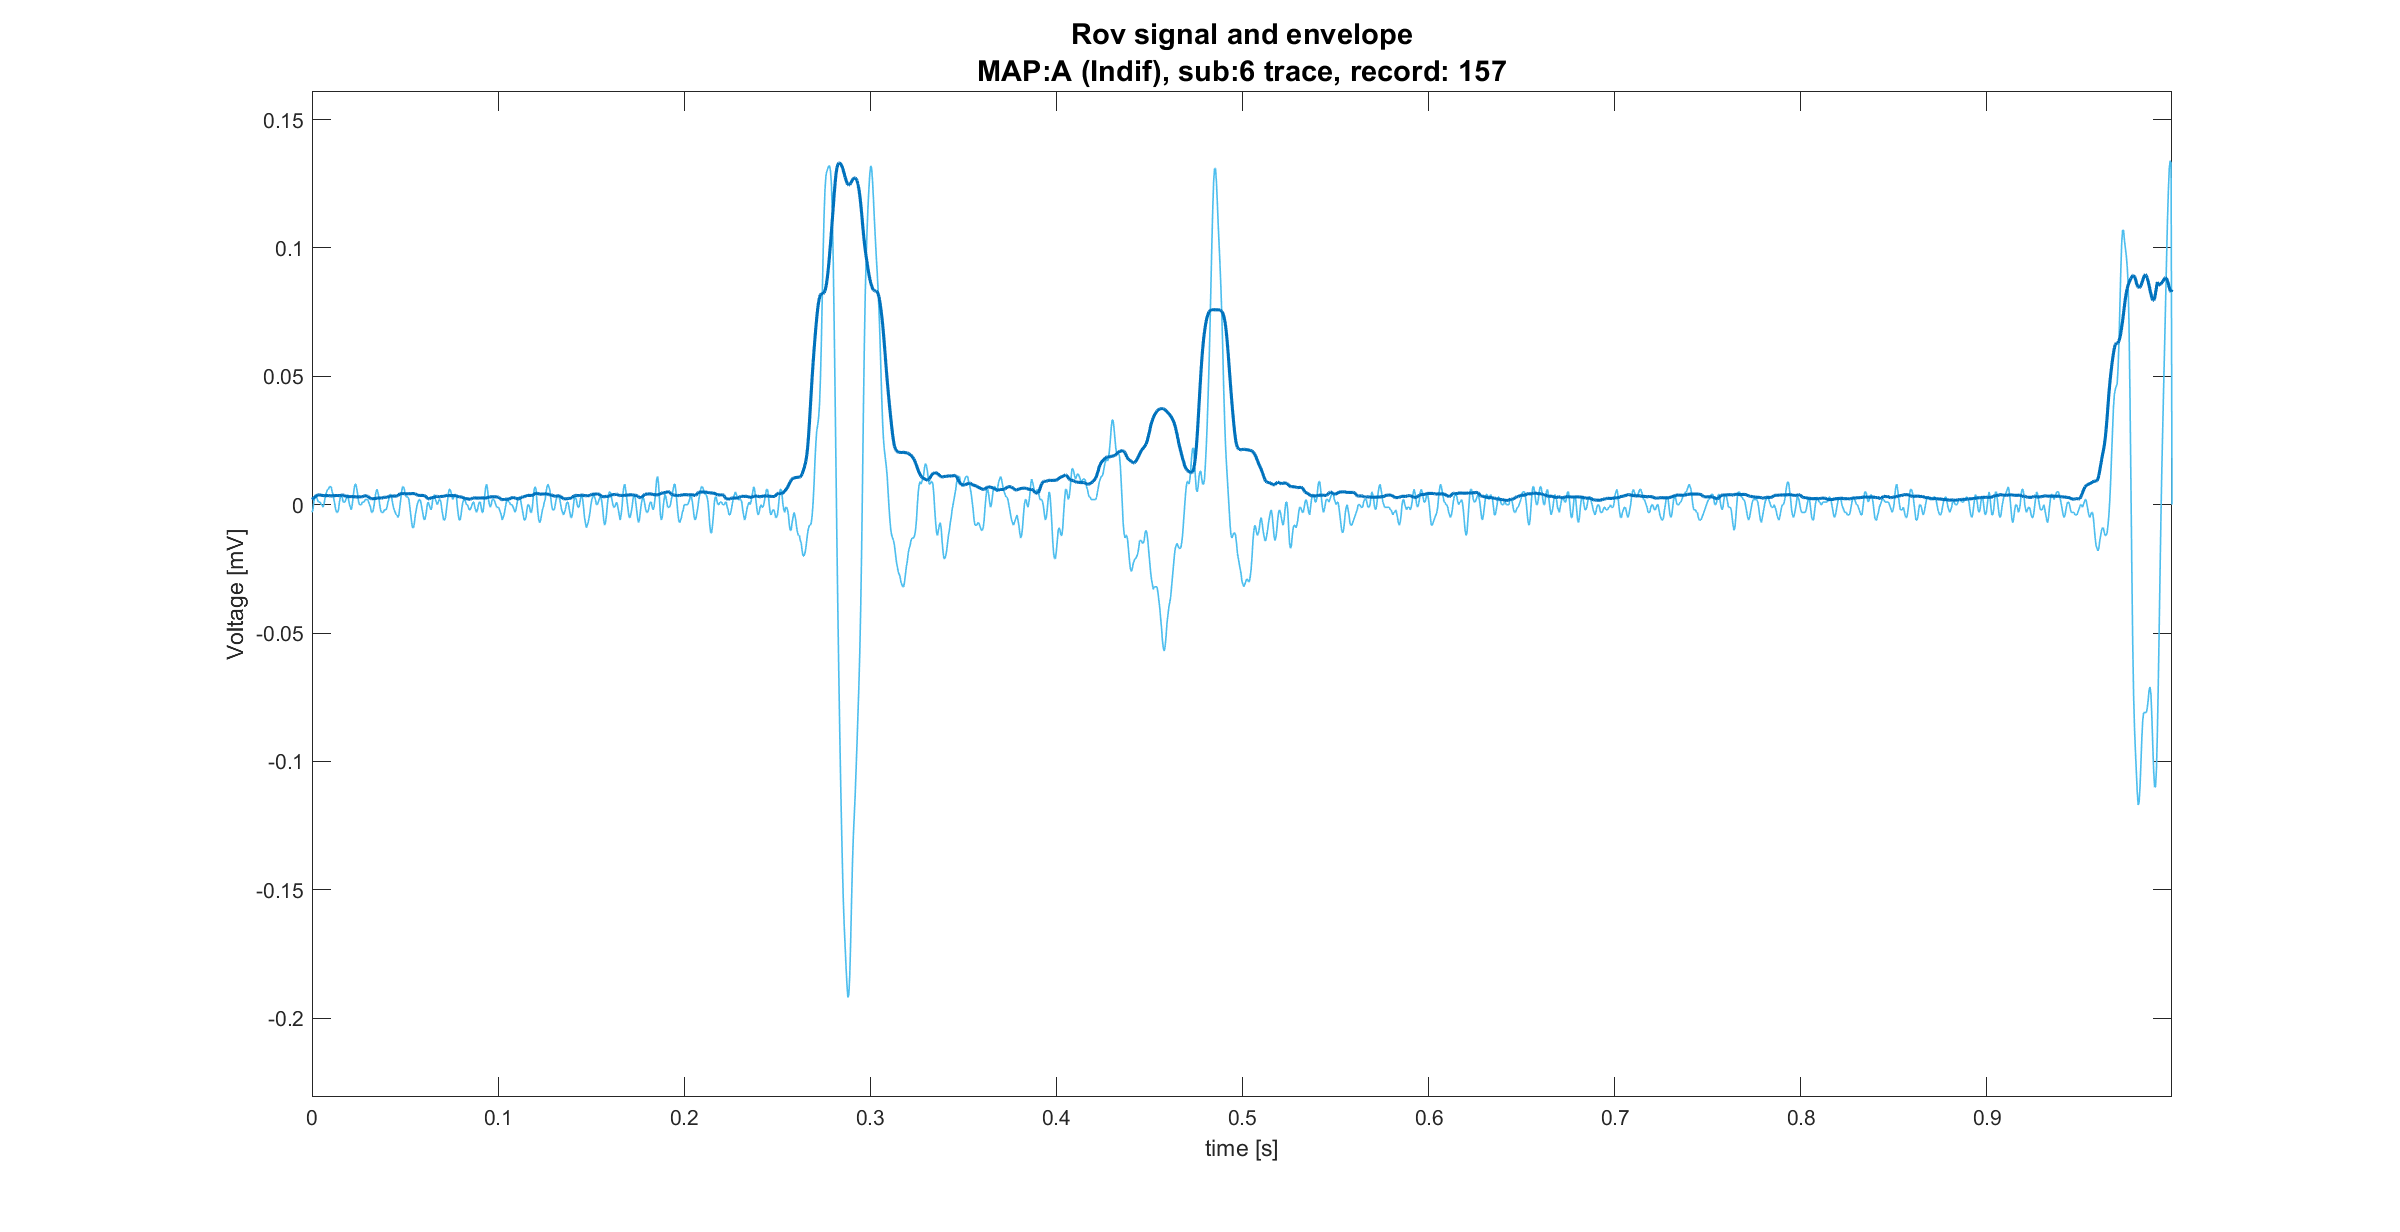 Rov signal and envelope
MAP:A (Indif), sub:6 trace, record: 157
0.15
0.1
0.05
0
-0.05
-0.1
-0.15
-0.2
Voltage [mV]
0 0.1 0.2 0.3 0.4 0.5 0.6 0.7 0.8 0.9
time [s]